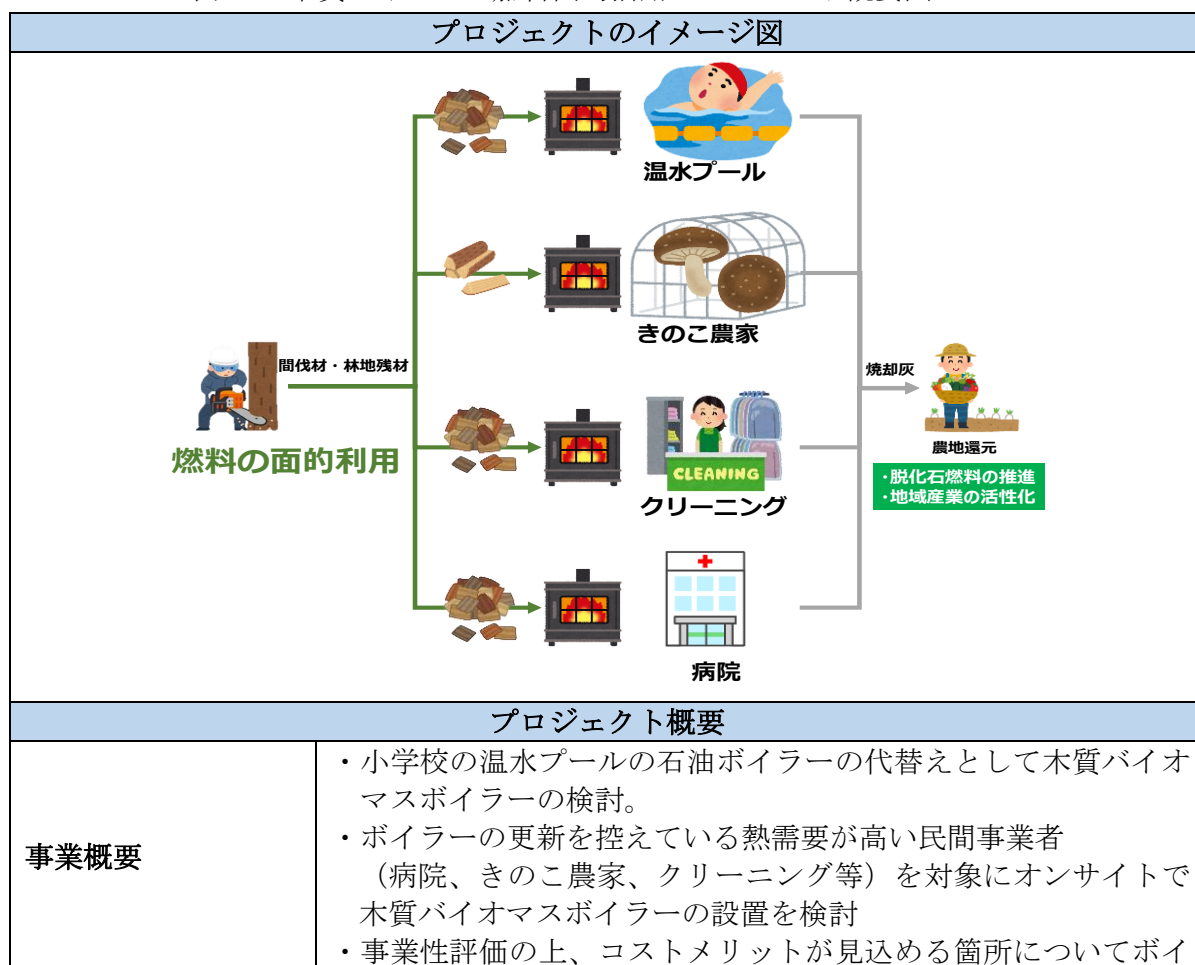 プロジェクトのイメージ図
温水プール
きのこ農家
間伐材・林地残材
焼却灰
燃料の面的利用
農地還元
・脱化石燃料の推進
・地域産業の活性化
CLEANING
クリーニング
病院
プロジェクト概要
事業概要
・小学校の温水プールの石油ボイラーの代替えとして木質バイオ
マスボイラーの検討。
・ボイラーの更新を控えている熱需要が高い民間事業者
（病院、きのこ農家、クリーニング等）を対象にオンサイトで
木質バイオマスボイラーの設置を検討
・事業性評価の上、コストメリットが見込める箇所についてボイ